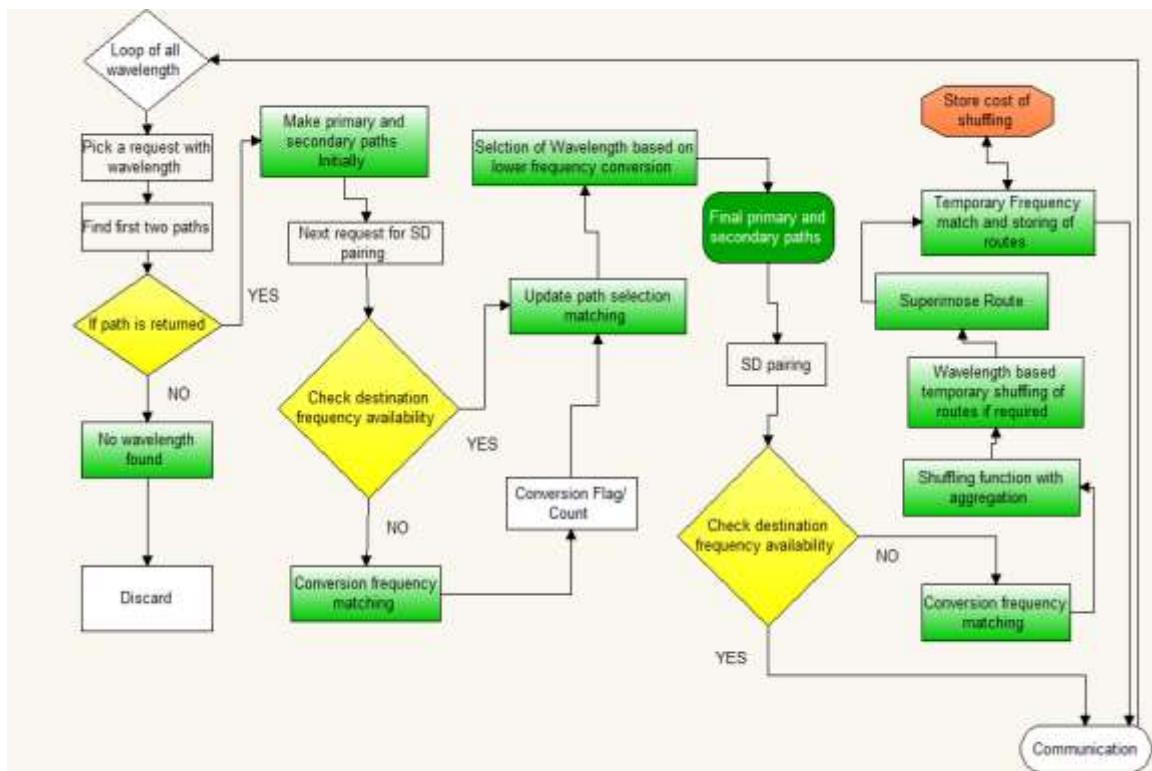 Loop of all
wavelength
Pick a request with
wavelength
Find first two paths
If path is returned
YES
NO
No wavelength
found
Discard
Make primary and
secondary paths
Initially
Next request for SD
pairing
Check destination
frequency availability
YES
NO
Conversion frequency
matching
Conversion Flag/
Count
Update path selection
matching
Selction of Wavelength based on
lower frequency conversion
Final primary and
secondary paths
SD pairing
Check destination
frequency availability
NO
YES
Conversion frequency
matching
Shuffling function with
aggregation
Wavelength based
temporary shuffling of
routes if required
Superimose Route
Temporary Frequency
match and storing of
routes
Store cost of
shuffling
Communication